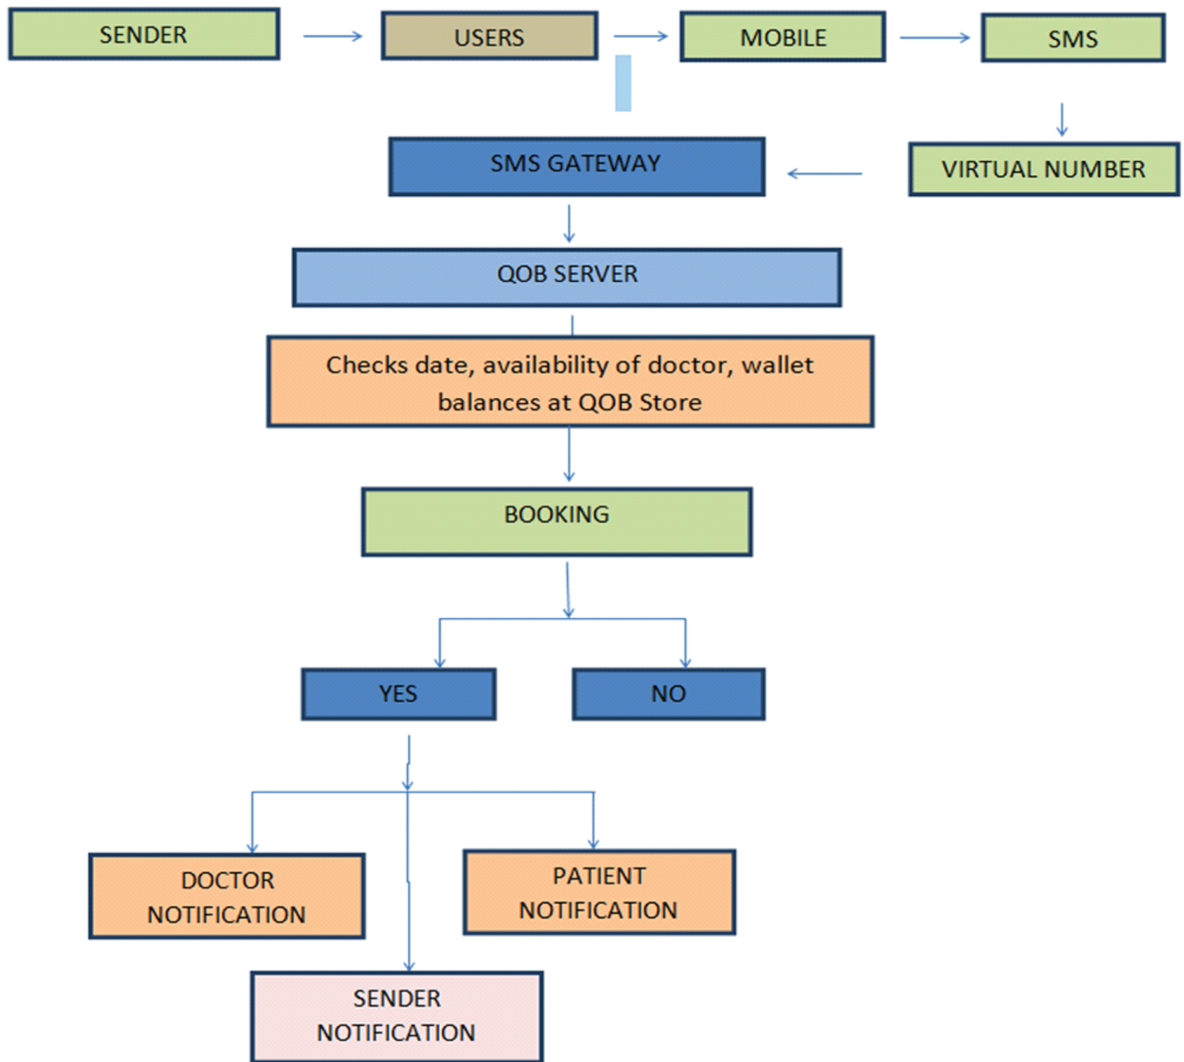 SENDER
USERS
MOBILE
SMS
SMS GATEWAY
VIRTUAL NUMBER
QOB SERVER
Checks date, availability of doctor, wallet
balances at QOB Store
BOOKING
YES
NO
DOCTOR
NOTIFICATION
PATIENT
NOTIFICATION
SENDER
NOTIFICATION